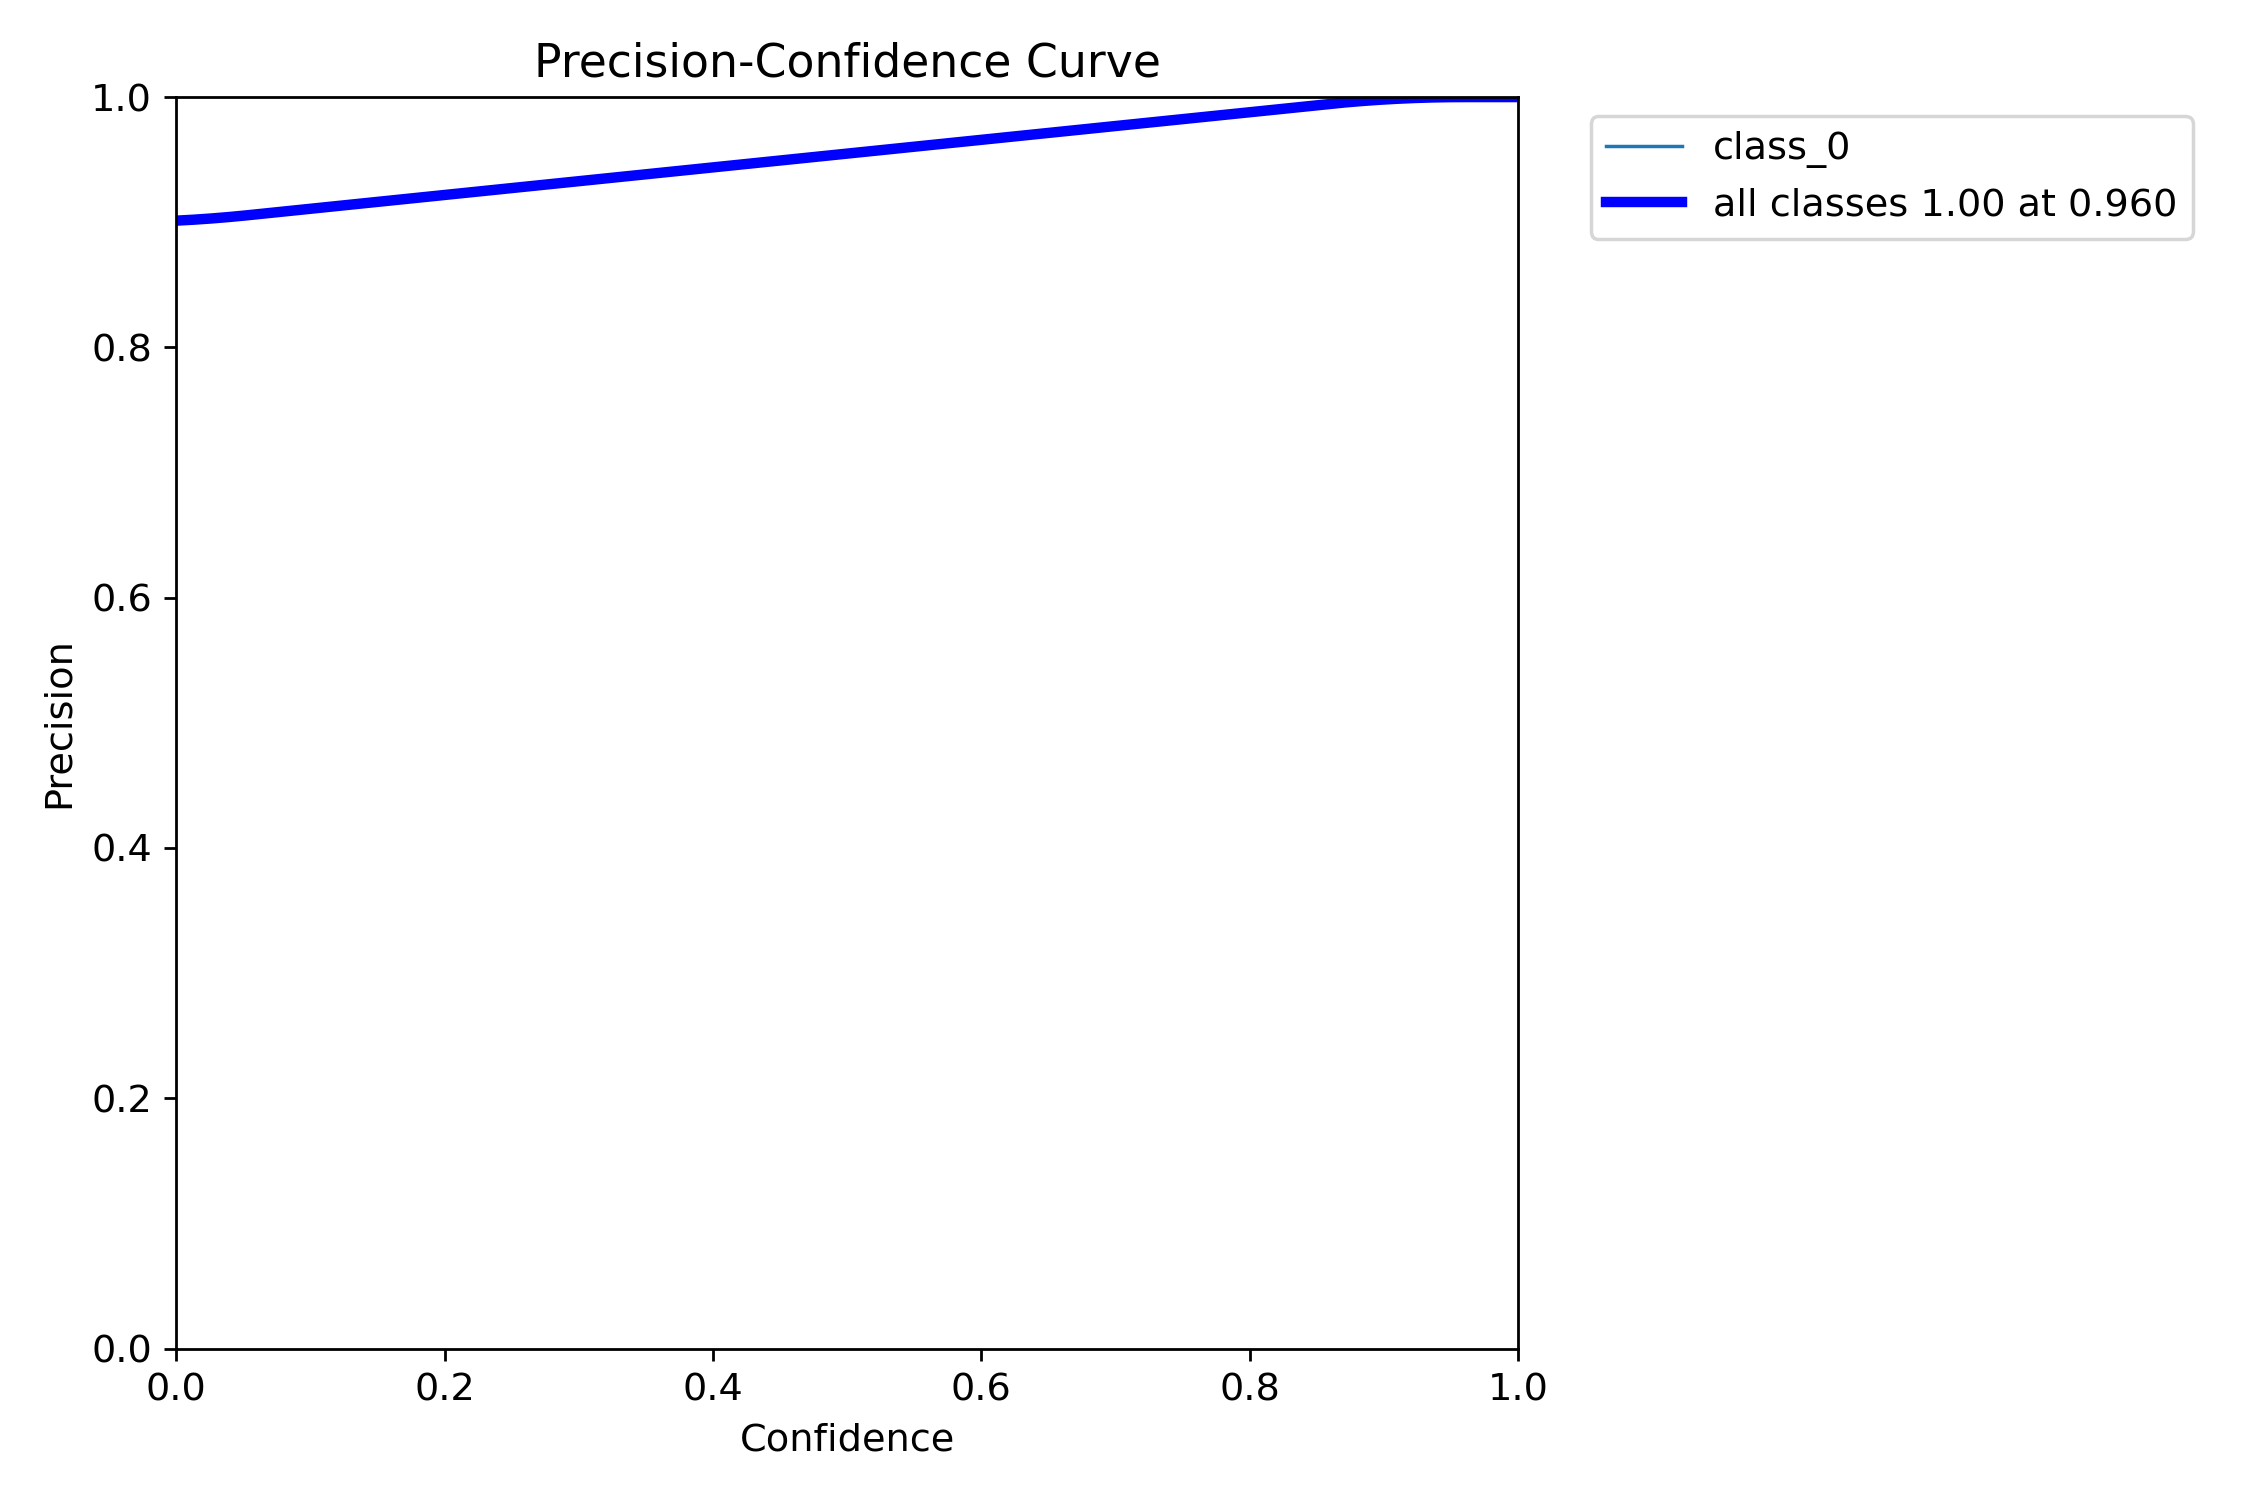 Precision-Confidence Curve
1.0
0.8
0.6
0.4
0.2
0.0
Precision
0.0 0.2 0.4 0.6 0.8 1.0
Confidence
class_0
all classes 1.00 at 0.960